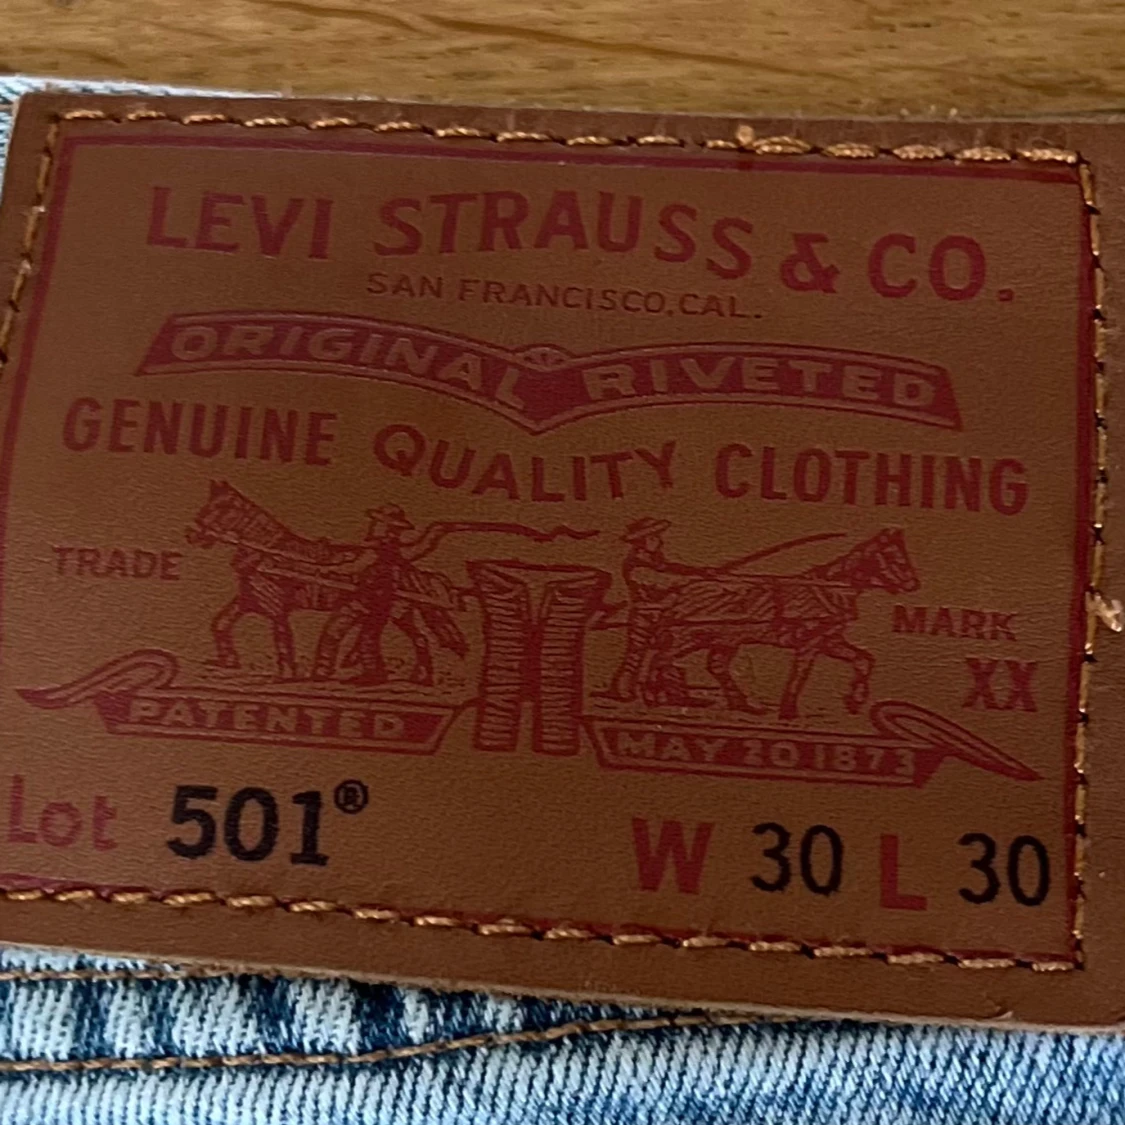 LEVI STRAUSS & CO.
SAN FRANCISCO, CAL.
ORIGINAL RIVETED
GENUINE QUALITY CLOTHING
TRADE MARK
XX
PATENTED MAY 20 1873
Lot 501® W 30 L 30